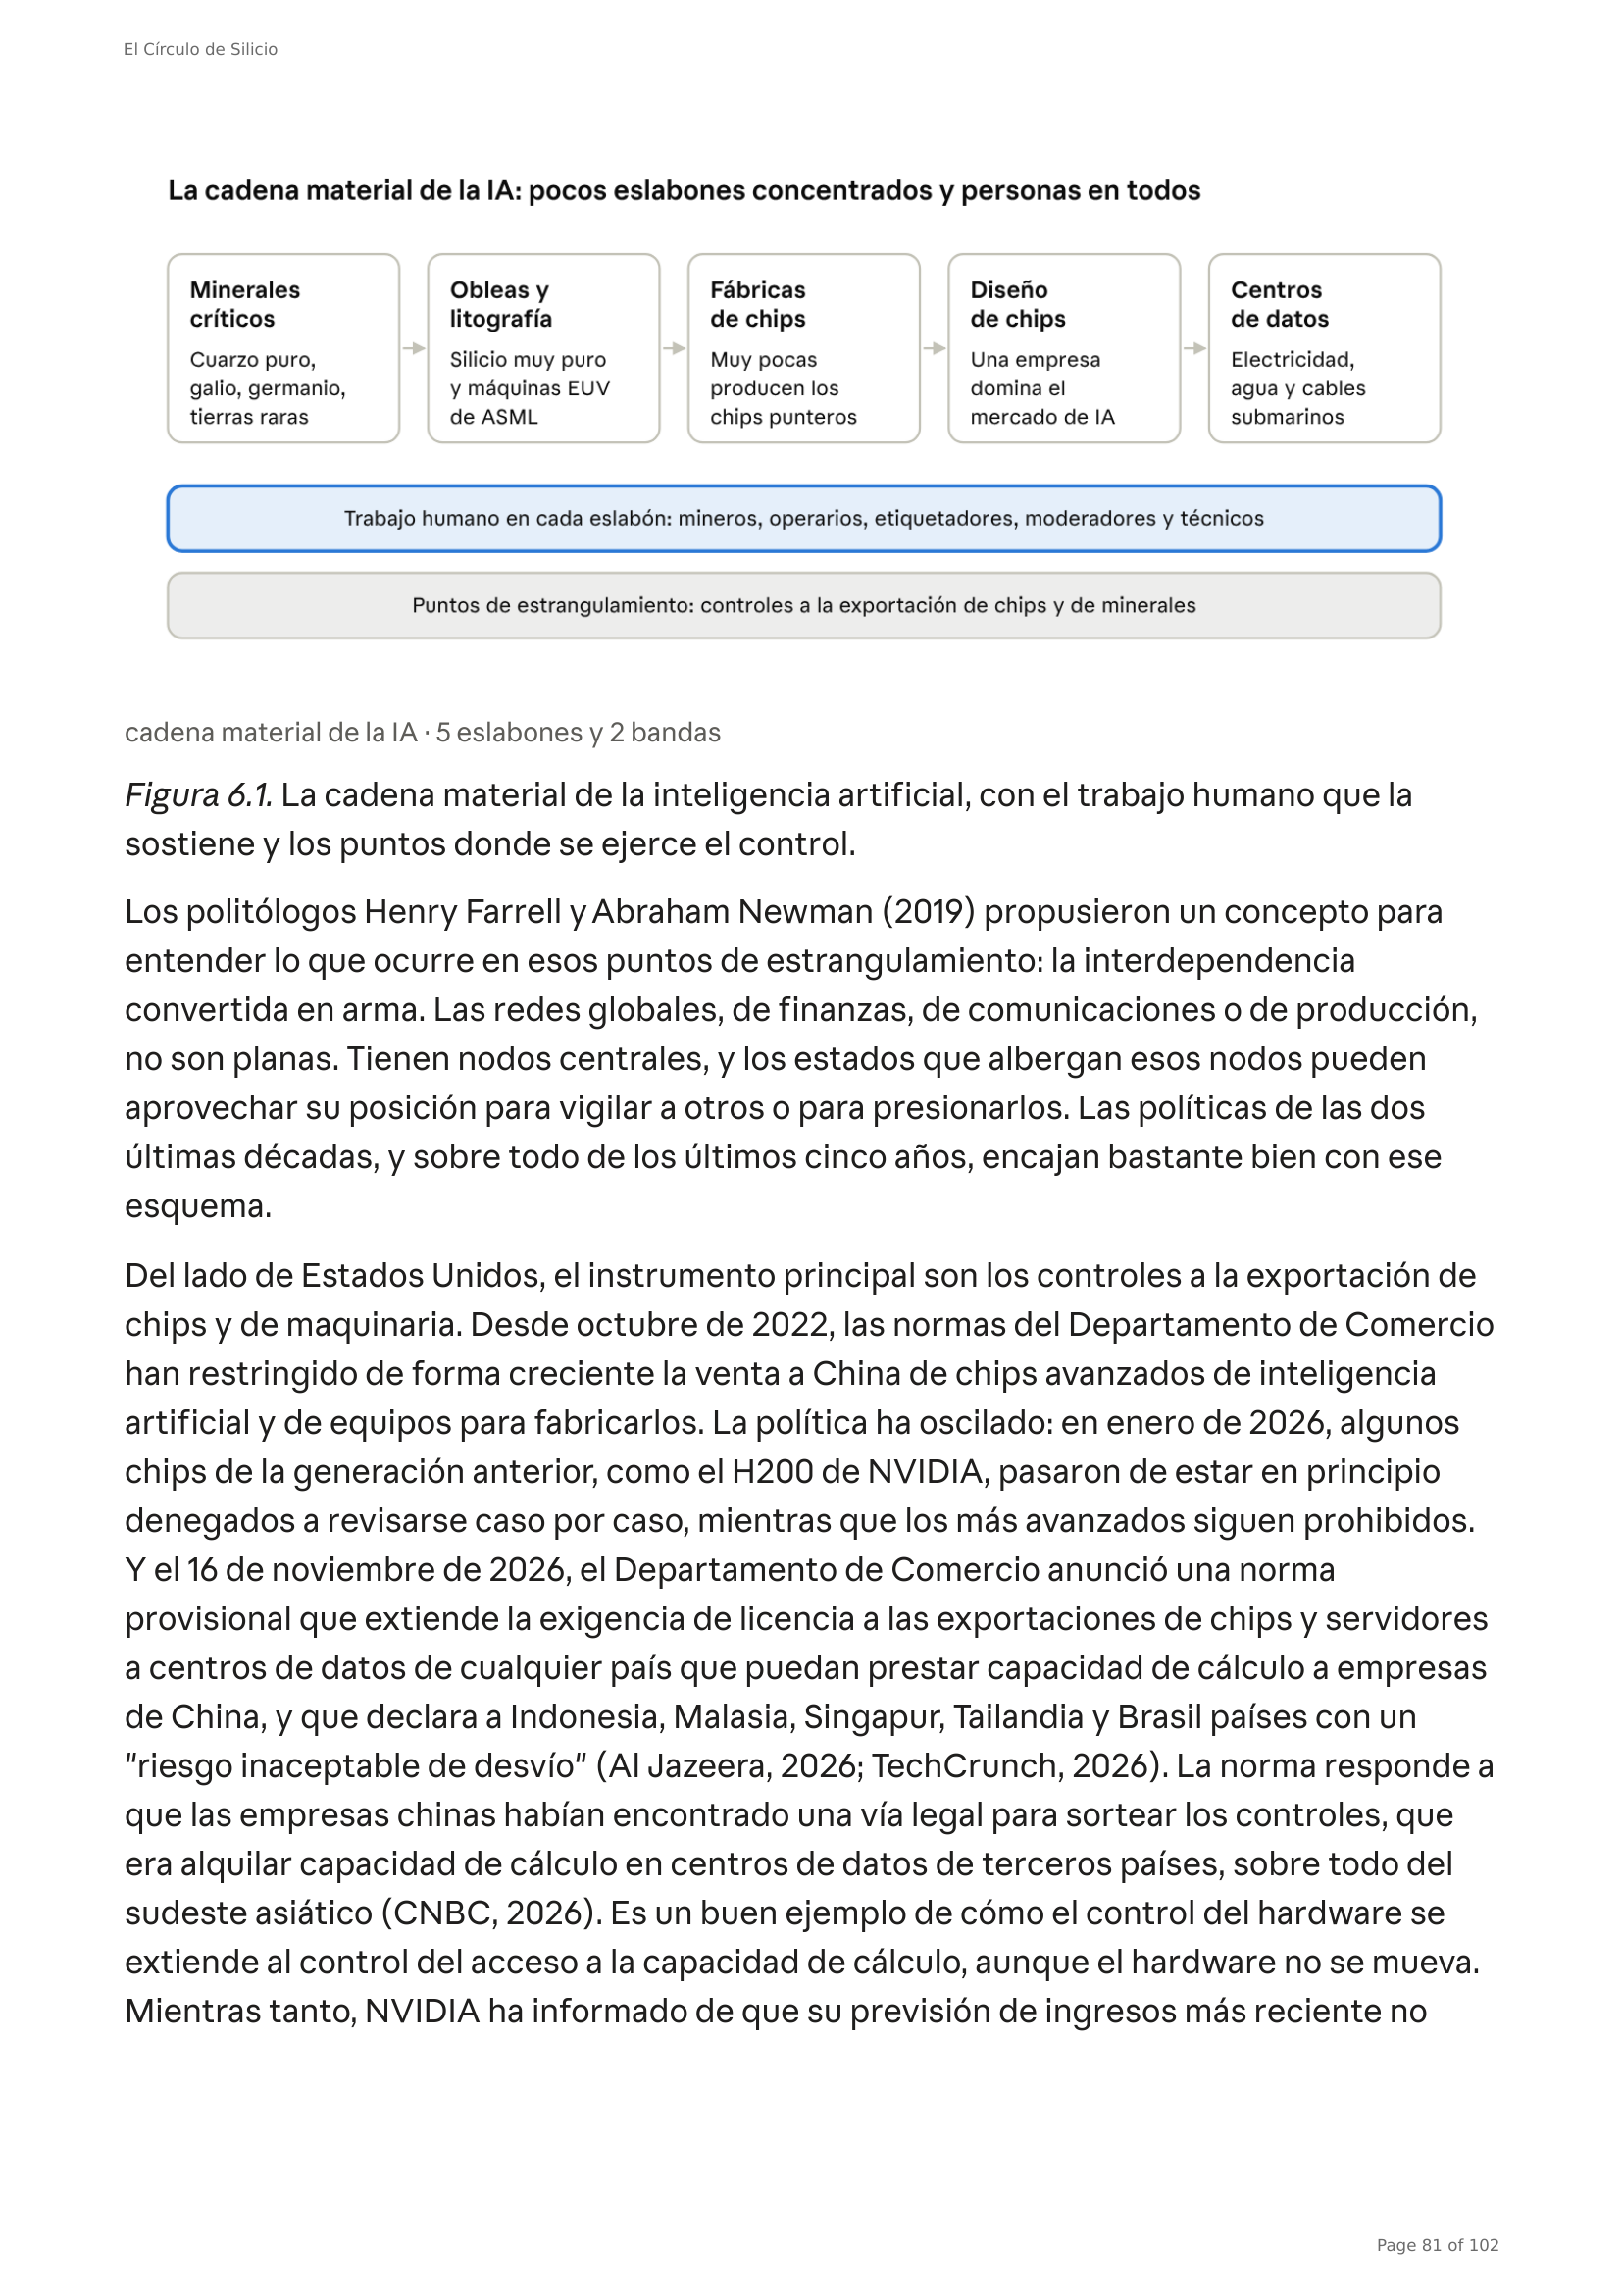 El Círculo de Silicio
La cadena material de la IA: pocos eslabones concentrados y personas en todos
Minerales
críticos
Cuarzo puro,
galio, germanio,
tierras raras
Obleas y
litografía
Silicio muy puro
y máquinas EUV
de ASML
Fábricas
de chips
Muy pocas
producen los
chips punteros
Diseño
de chips
Una empresa
domina el
mercado de IA
Centros
de datos
Electricidad,
agua y cables
submarinos
Trabajo humano en cada eslabón: mineros, operarios, etiquetadores, moderadores y técnicos
Puntos de estrangulamiento: controles a la exportación de chips y de minerales
cadena material de la IA · 5 eslabones y 2 bandas
Figura 6.1. La cadena material de la inteligencia artificial, con el trabajo humano que la
sostiene y los puntos donde se ejerce el control.
Los politólogos Henry Farrell y Abraham Newman (2019) propusieron un concepto para
entender lo que ocurre en esos puntos de estrangulamiento: la interdependencia
convertida en arma. Las redes globales, de finanzas, de comunicaciones o de producción,
no son planas. Tienen nodos centrales, y los estados que albergan esos nodos pueden
aprovechar su posición para vigilar a otros o para presionarlos. Las políticas de las dos
últimas décadas, y sobre todo de los últimos cinco años, encajan bastante bien con ese
esquema.
Del lado de Estados Unidos, el instrumento principal son los controles a la exportación de
chips y de maquinaria. Desde octubre de 2022, las normas del Departamento de Comercio
han restringido de forma creciente la venta a China de chips avanzados de inteligencia
artificial y de equipos para fabricarlos. La política ha oscilado: en enero de 2026, algunos
chips de la generación anterior, como el H200 de NVIDIA, pasaron de estar en principio
denegados a revisarse caso por caso, mientras que los más avanzados siguen prohibidos.
Y el 16 de noviembre de 2026, el Departamento de Comercio anunció una norma
provisional que extiende la exigencia de licencia a las exportaciones de chips y servidores
a centros de datos de cualquier país que puedan prestar capacidad de cálculo a empresas
de China, y que declara a Indonesia, Malasia, Singapur, Tailandia y Brasil países con un
"riesgo inaceptable de desvío" (Al Jazeera, 2026; TechCrunch, 2026). La norma responde a
que las empresas chinas habían encontrado una vía legal para sortear los controles, que
era alquilar capacidad de cálculo en centros de datos de terceros países, sobre todo del
sudeste asiático (CNBC, 2026). Es un buen ejemplo de cómo el control del hardware se
extiende al control del acceso a la capacidad de cálculo, aunque el hardware no se mueva.
Mientras tanto, NVIDIA ha informado de que su previsión de ingresos más reciente no
Page 81 of 102